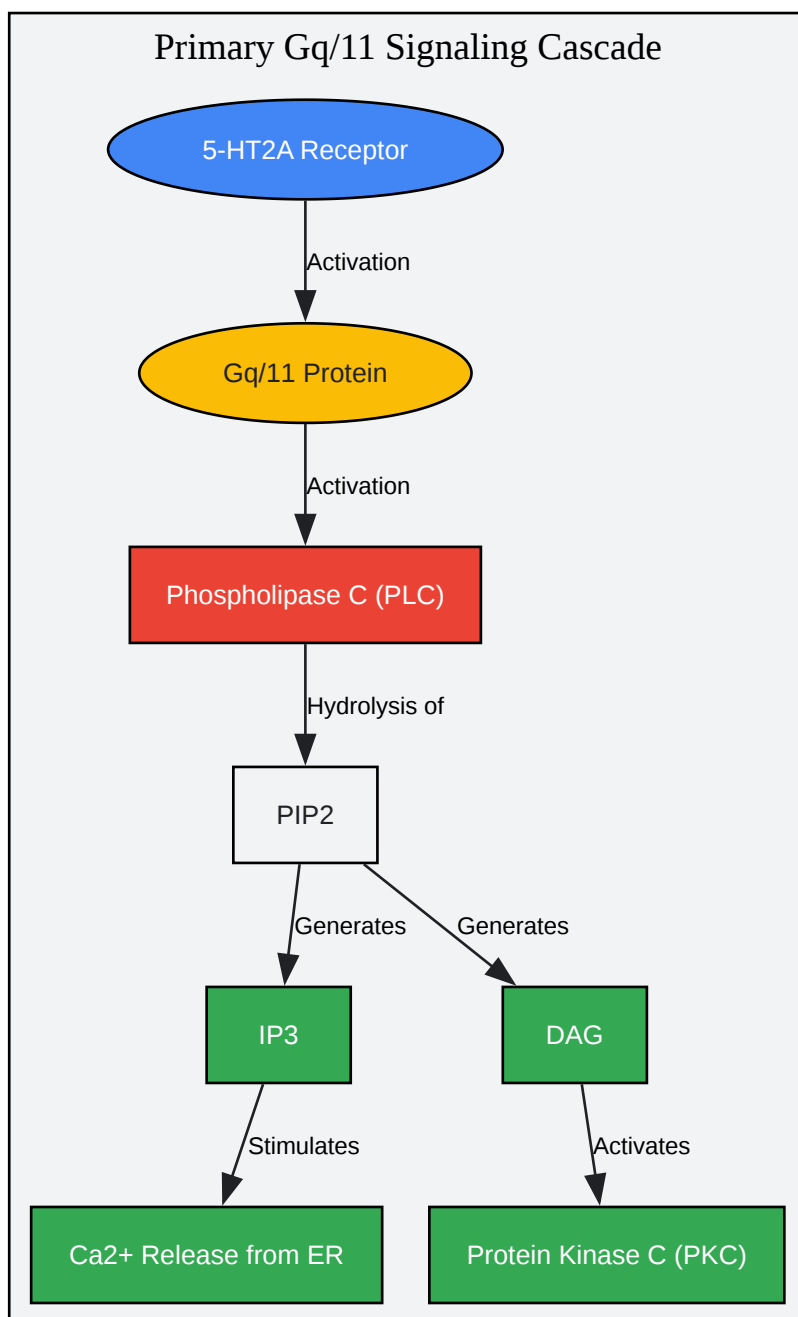 Primary Gq/11 Signaling Cascade
5-HT2A Receptor
Activation
Gq/11 Protein
Activation
Phospholipase C (PLC)
Hydrolysis of
PIP2
Generates
Generates
IP3
DAG
Stimulates
Activates
Ca2+ Release from ER
Protein Kinase C (PKC)